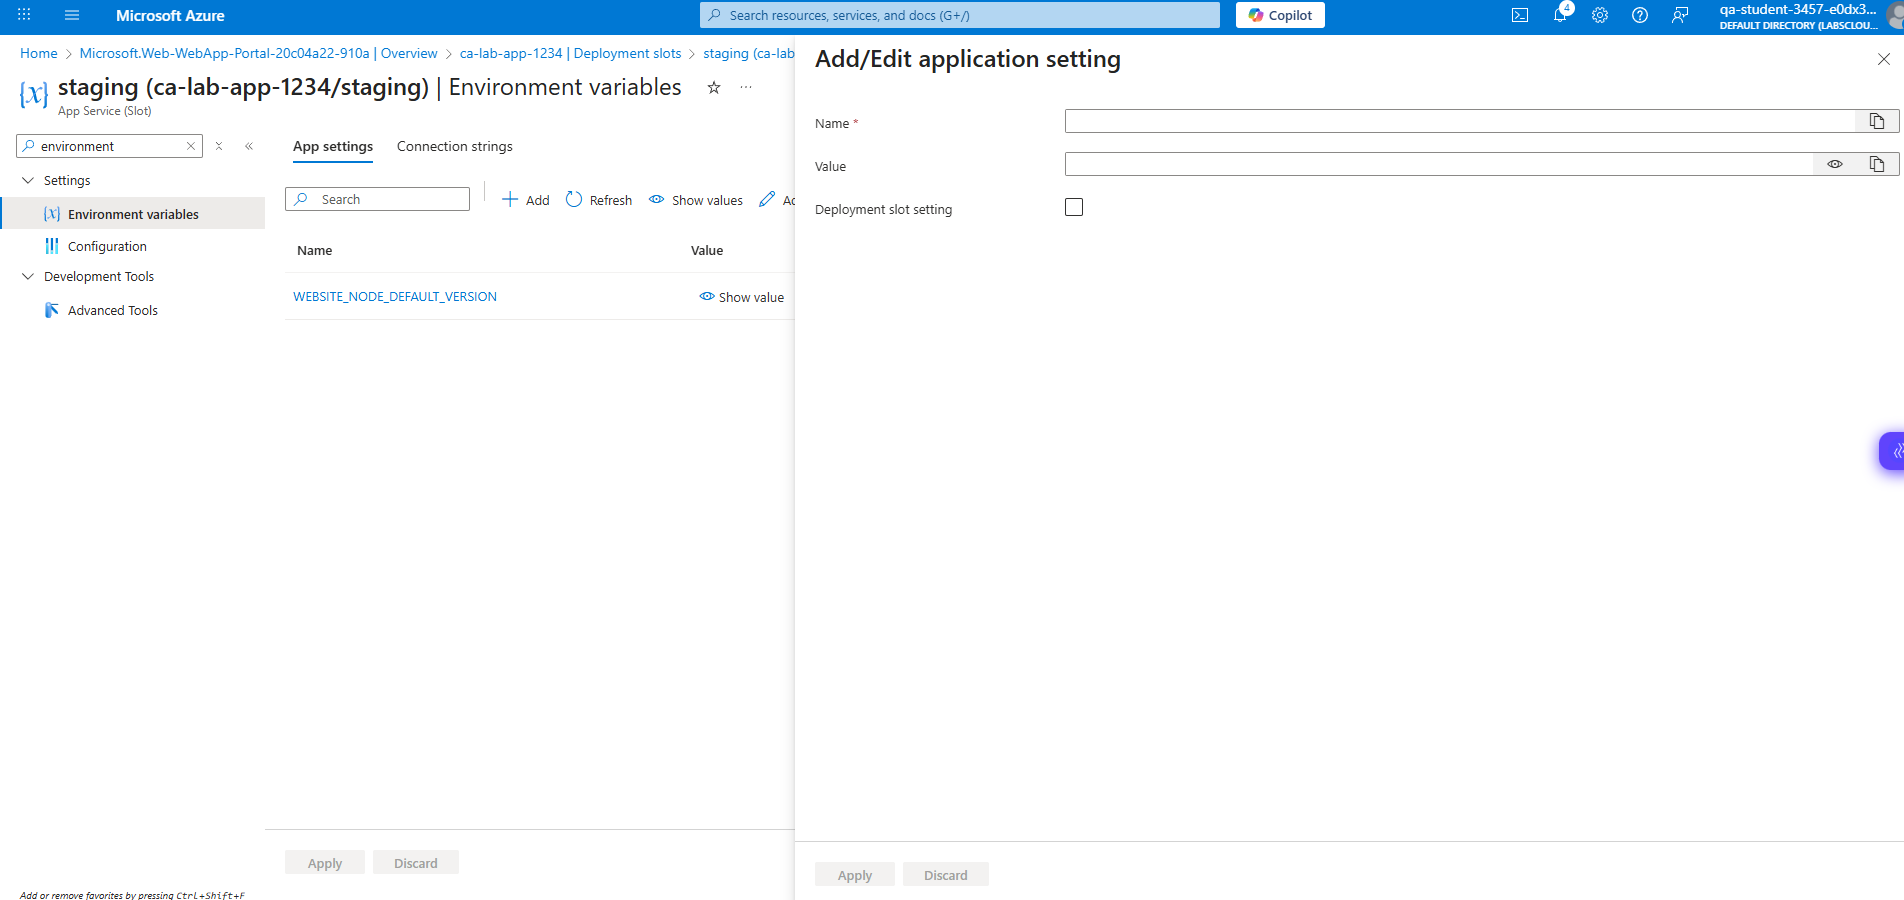 Microsoft Azure
Search resources, services, and docs (G+/)
Copilot
4
qa-student-3457-e0dx3...
DEFAULT DIRECTORY (LABSCLOU...
Home > Microsoft.Web-WebApp-Portal-20c04a22-910a | Overview > ca-lab-app-1234 | Deployment slots > staging (ca-lab
staging (ca-lab-app-1234/staging) | Environment variables
App Service (Slot)
environment
Settings
Environment variables
Configuration
Development Tools
Advanced Tools
App settings
Connection strings
Search
Add
Refresh
Show values
Ad
Name
Value
WEBSITE_NODE_DEFAULT_VERSION
Show value
Apply
Discard
Add or remove favorites by pressing Ctrl+Shift+F
Add/Edit application setting
Name *
Value
Deployment slot setting
Apply
Discard